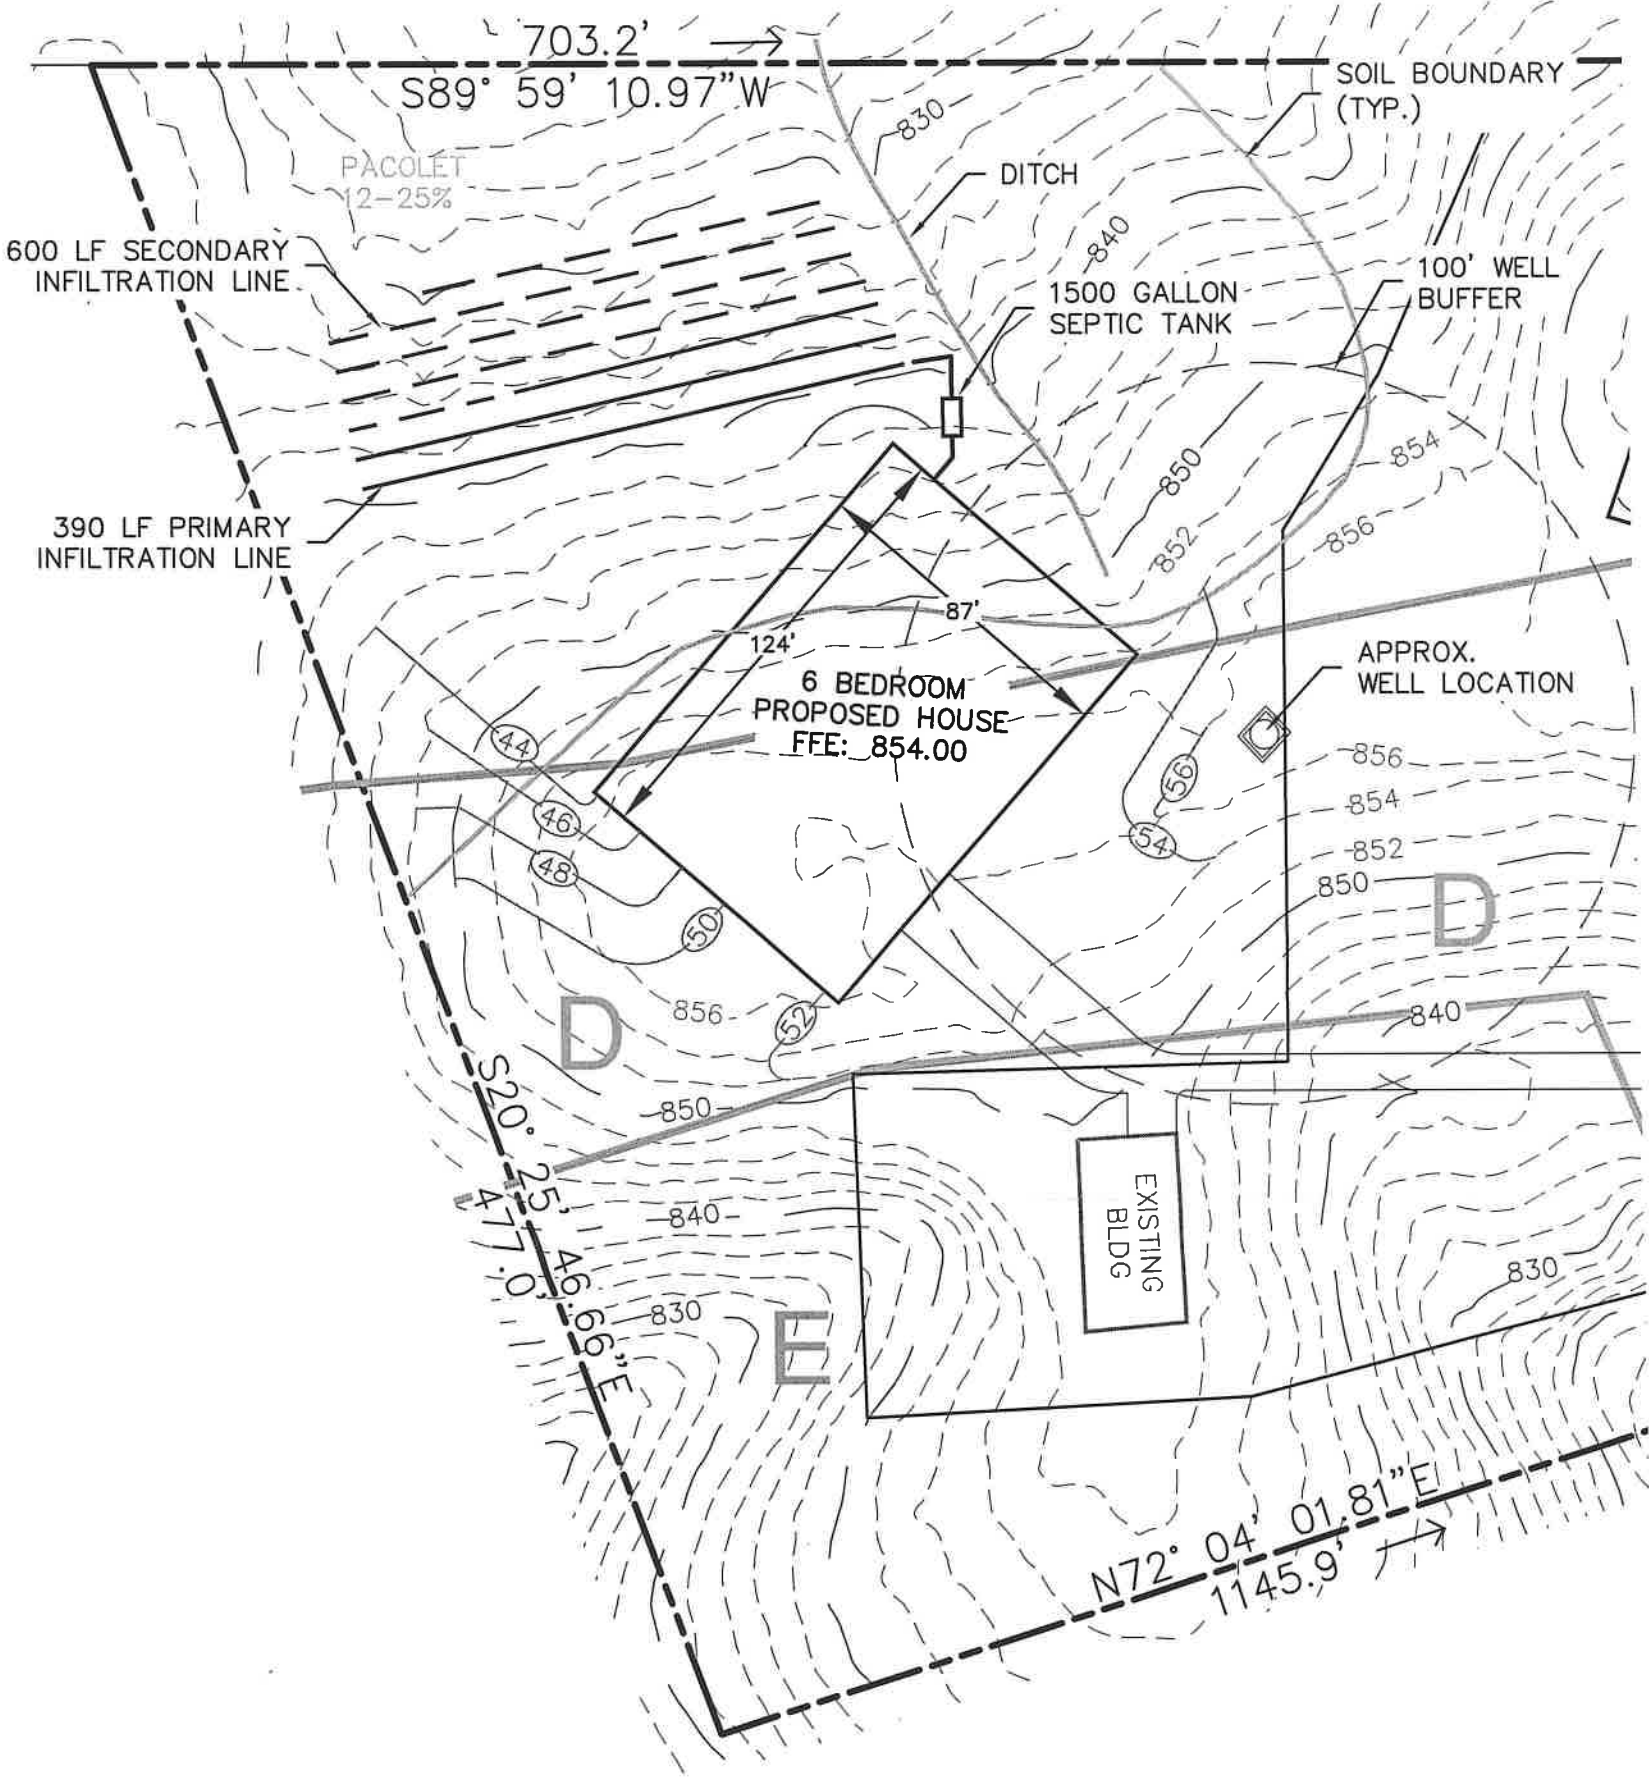 703.2'
S89° 59' 10.97"W
SOIL BOUNDARY
(TYP.)
830
PACOLET
12-25%
DITCH
600 LF SECONDARY
INFILTRATION LINE
840
100' WELL
BUFFER
1500 GALLON
SEPTIC TANK
854
850
390 LF PRIMARY
INFILTRATION LINE
852
856
87'
124'
APPROX.
WELL LOCATION
6 BEDROOM
PROPOSED HOUSE
FFE: 854.00
44
56
856
46
854
54
852
48
850
D
50
D
856
52
840
S20° 25' 46.66"E
477.0'
850
840
EXISTING
BLDG
830
830
E
N72° 04' 01.81"E
1145.9'